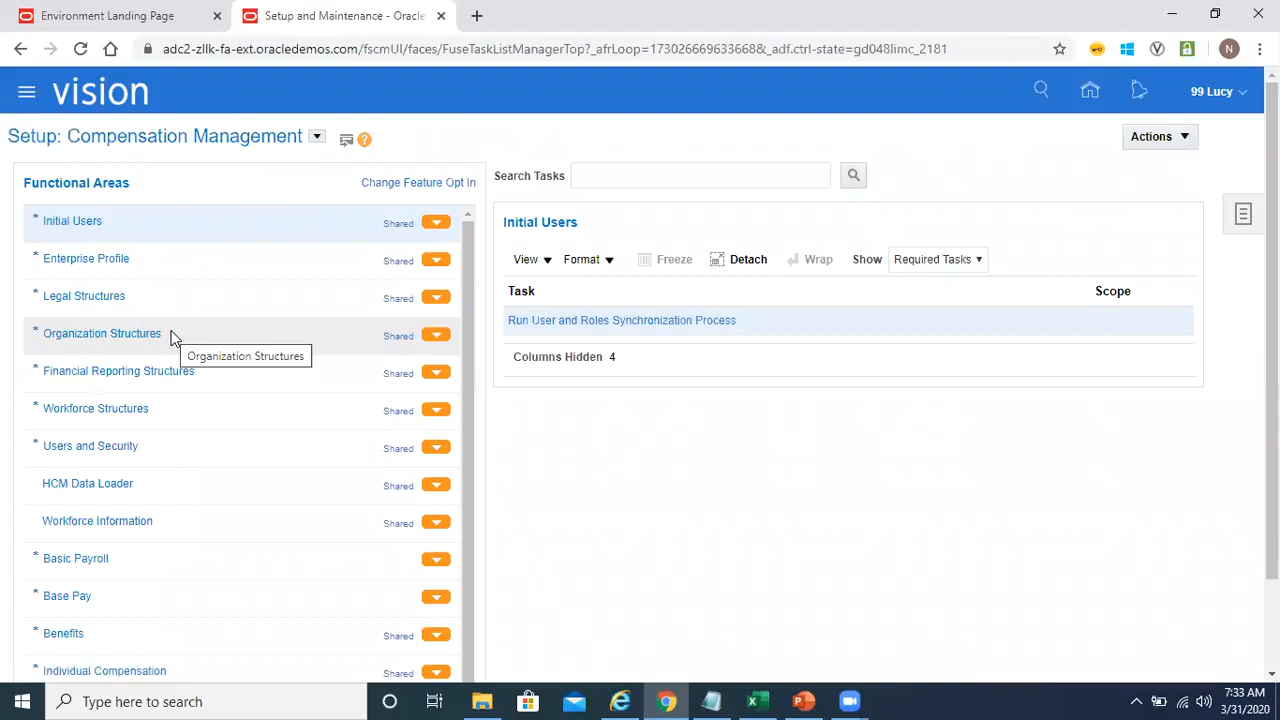 Environment Landing Page
Setup and Maintenance - Oracle
adc2-zllk-fa-ext.oracledemos.com/fscmUI/faces/FuseTaskListManagerTop?_afrLoop=173026669633668&_adf.ctrl-state=gd048limc_2181
N
vision
99 Lucy
Setup: Compensation Management
?
Actions
Functional Areas
Change Feature Opt In
Search Tasks
* Initial Users Shared
* Enterprise Profile Shared
* Legal Structures Shared
* Organization Structures Shared
Organization Structures
* Financial Reporting Structures Shared
* Workforce Structures Shared
* Users and Security Shared
HCM Data Loader Shared
Workforce Information Shared
* Basic Payroll
* Base Pay
* Benefits Shared
* Individual Compensation Shared
Initial Users
View Format Freeze Detach Wrap Show Required Tasks
Task Scope
Run User and Roles Synchronization Process
Columns Hidden 4
Type here to search
7:33 AM
3/31/2020